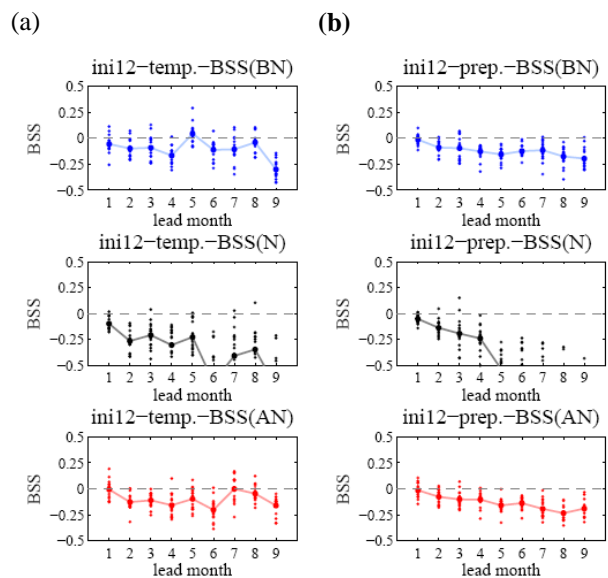 (a)
(b)
ini12−temp.−BSS(BN)
0.5
0.25
0
−0.25
−0.5
BSS
1 2 3 4 5 6 7 8 9
lead month
ini12−prep.−BSS(BN)
0.5
0.25
0
−0.25
−0.5
BSS
1 2 3 4 5 6 7 8 9
lead month
ini12−temp.−BSS(N)
0.5
0.25
0
−0.25
−0.5
BSS
1 2 3 4 5 6 7 8 9
lead month
ini12−prep.−BSS(N)
0.5
0.25
0
−0.25
−0.5
BSS
1 2 3 4 5 6 7 8 9
lead month
ini12−temp.−BSS(AN)
0.5
0.25
0
−0.25
−0.5
BSS
1 2 3 4 5 6 7 8 9
lead month
ini12−prep.−BSS(AN)
0.5
0.25
0
−0.25
−0.5
BSS
1 2 3 4 5 6 7 8 9
lead month